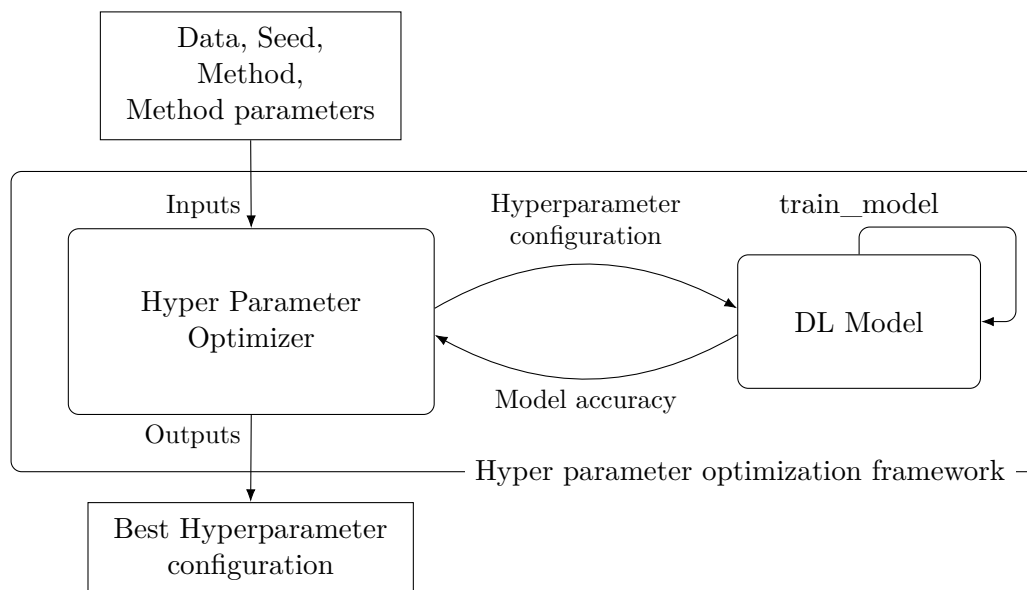 Data, Seed,
Method,
Method parameters
Inputs
Hyperparameter
configuration
train_model
Hyper Parameter
Optimizer
DL Model
Model accuracy
Outputs
Hyper parameter optimization framework
Best Hyperparameter
configuration